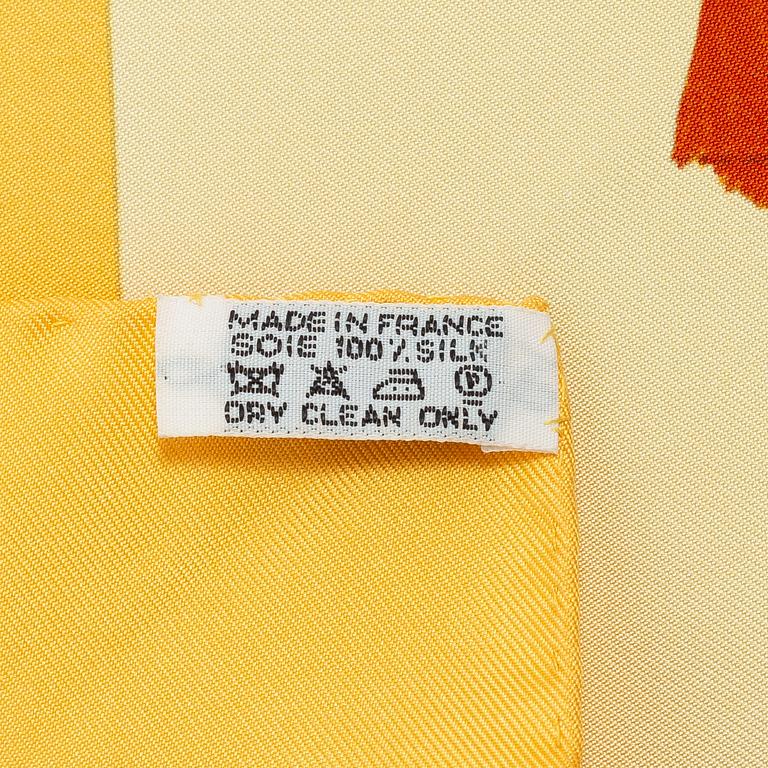 MADE IN FRANCE
SOIE 100% SILK
DRY CLEAN ONLY